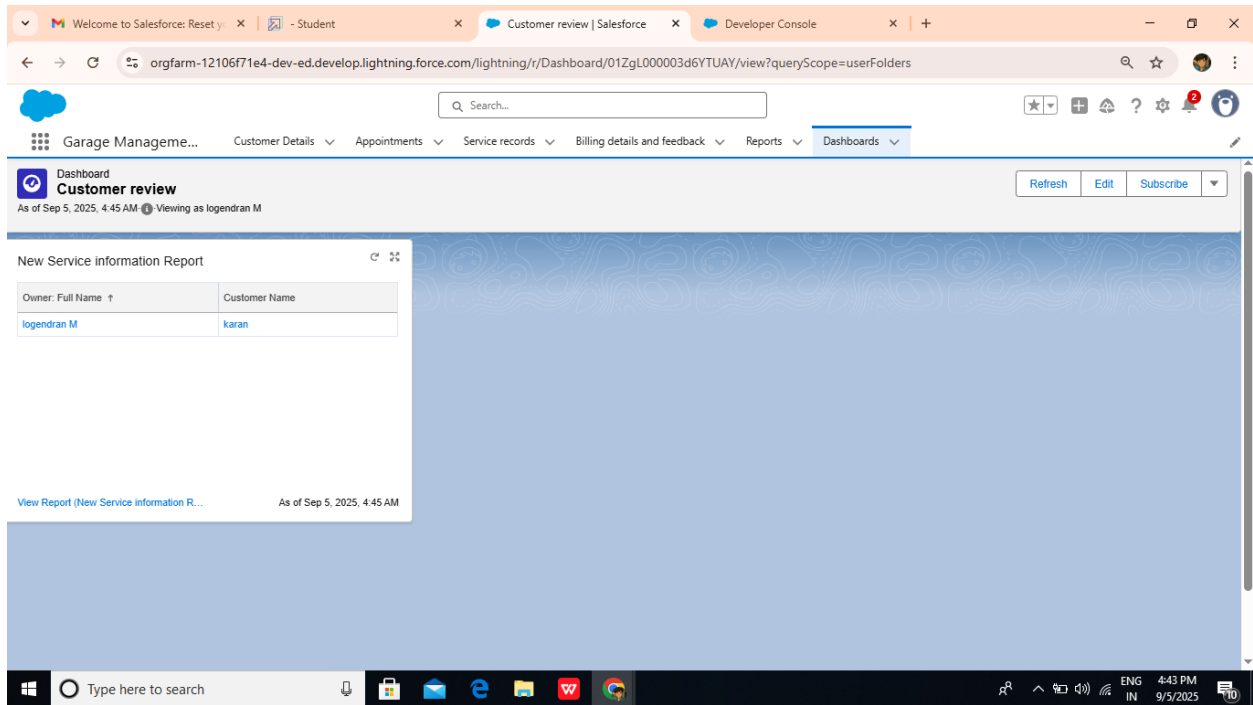 Welcome to Salesforce: Reset yo
- Student
Customer review | Salesforce
Developer Console
orgfarm-12106f71e4-dev-ed.develop.lightning.force.com/lightning/r/Dashboard/01ZgL000003d6YTUAY/view?queryScope=userFolders
Search...
2
Garage Manageme...
Customer Details
Appointments
Service records
Billing details and feedback
Reports
Dashboards
Dashboard
Customer review
As of Sep 5, 2025, 4:45 AM·Viewing as logendran M
Refresh
Edit
Subscribe
New Service information Report
Owner: Full Name ↑
Customer Name
logendran M
karan
View Report (New Service information R...
As of Sep 5, 2025, 4:45 AM
Type here to search
W
ENG
IN
4:43 PM
9/5/2025
10